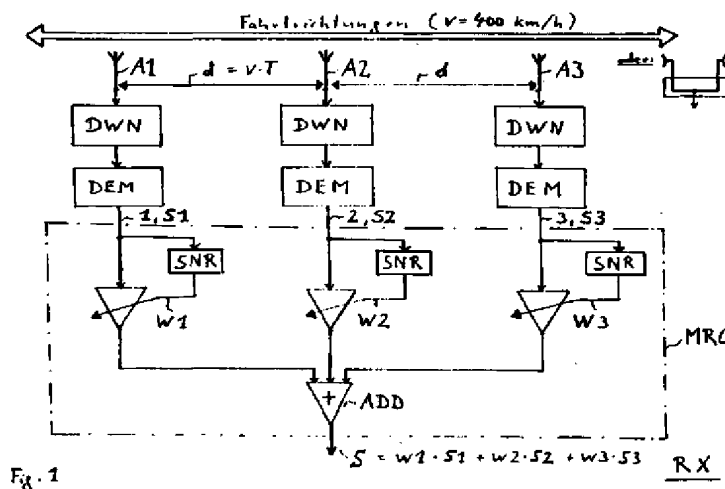 Fahrtrichtungen (v = 400 km/h)
A1 d = v·T A2 d A3
oder
DWN DWN DWN
DEM DEM DEM
1, S1 2, S2 3, S3
SNR SNR SNR
W1 W2 W3
MRC
+ ADD
S = W1·S1 + W2·S2 + W3·S3
Fig. 1 RX